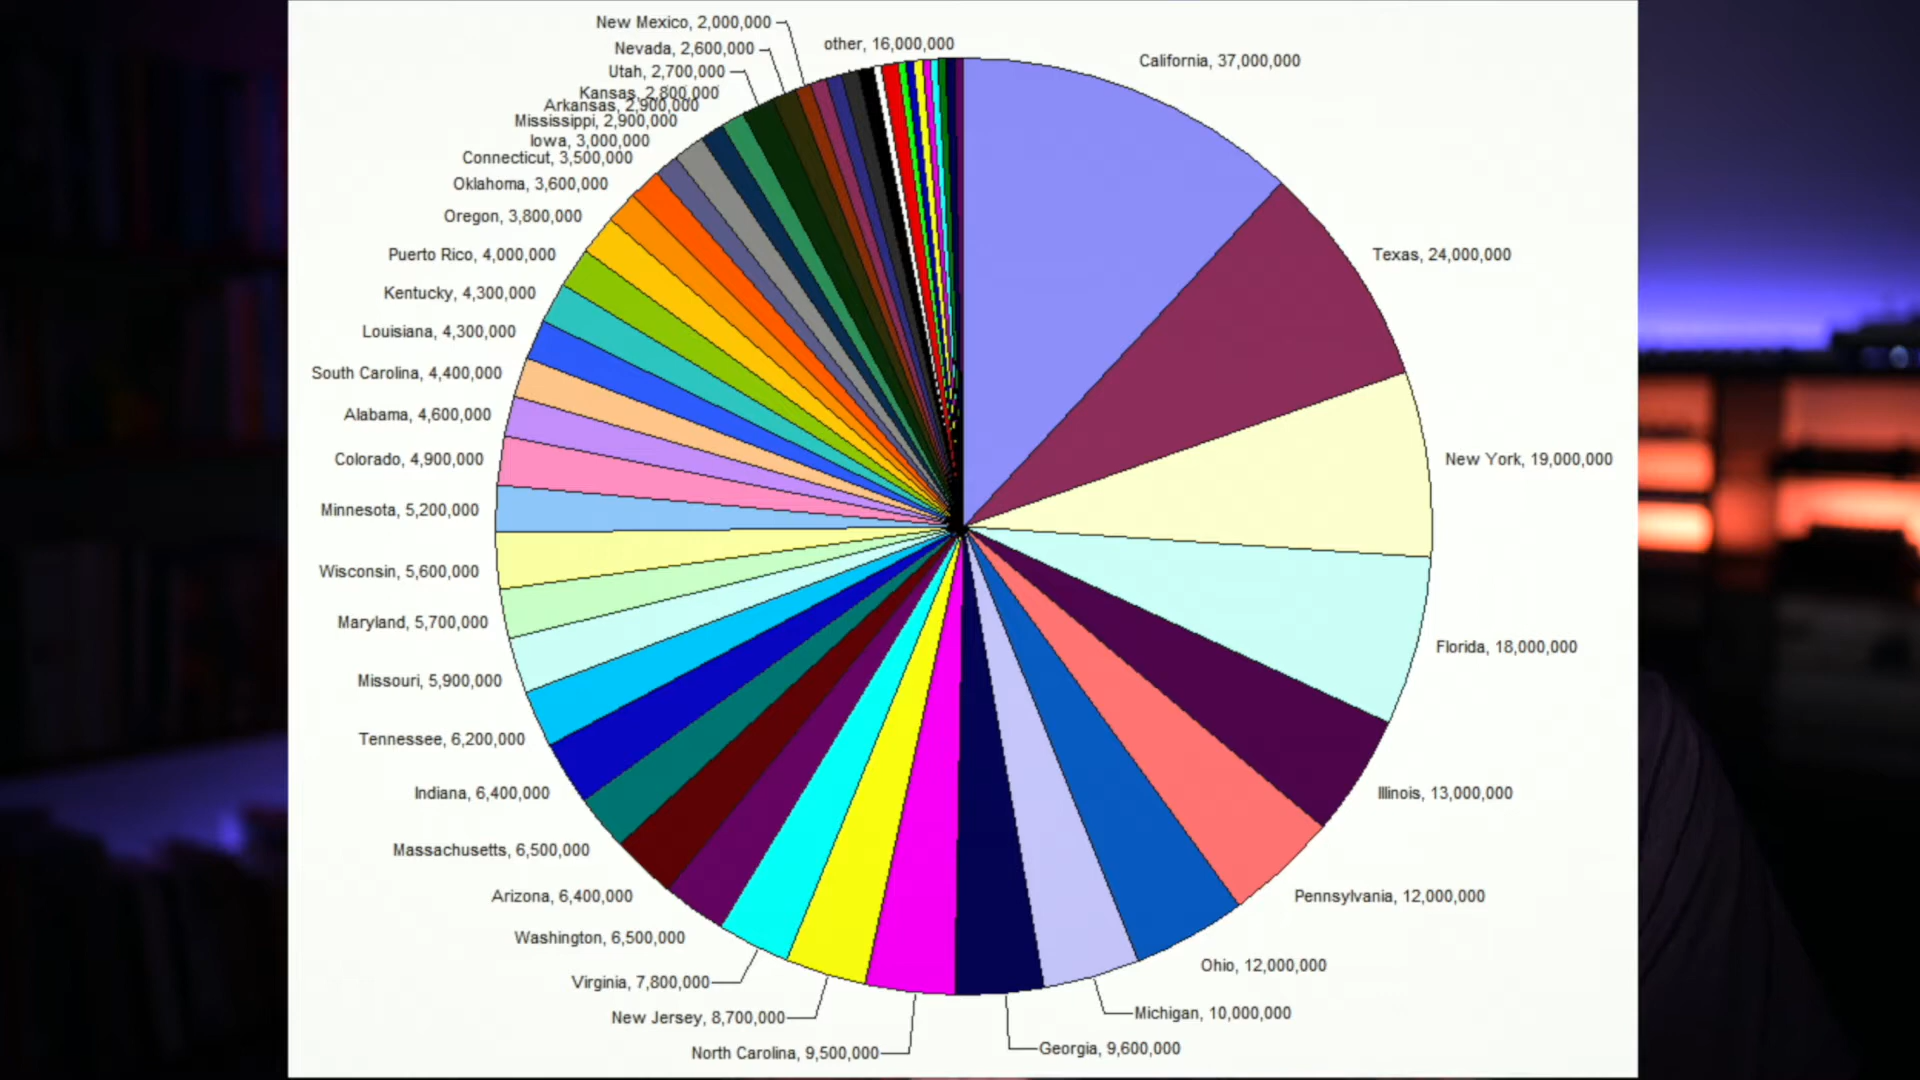 New Mexico, 2,000,000
Nevada, 2,600,000
Utah, 2,700,000
Kansas, 2,800,000
Arkansas, 2,900,000
Mississippi, 2,900,000
Iowa, 3,000,000
Connecticut, 3,500,000
Oklahoma, 3,600,000
Oregon, 3,800,000
Puerto Rico, 4,000,000
Kentucky, 4,300,000
Louisiana, 4,300,000
South Carolina, 4,400,000
Alabama, 4,600,000
Colorado, 4,900,000
Minnesota, 5,200,000
Wisconsin, 5,600,000
Maryland, 5,700,000
Missouri, 5,900,000
Tennessee, 6,200,000
Indiana, 6,400,000
Massachusetts, 6,500,000
Arizona, 6,400,000
Washington, 6,500,000
Virginia, 7,800,000
New Jersey, 8,700,000
North Carolina, 9,500,000
other, 16,000,000
California, 37,000,000
Texas, 24,000,000
New York, 19,000,000
Florida, 18,000,000
Illinois, 13,000,000
Pennsylvania, 12,000,000
Ohio, 12,000,000
Michigan, 10,000,000
Georgia, 9,600,000